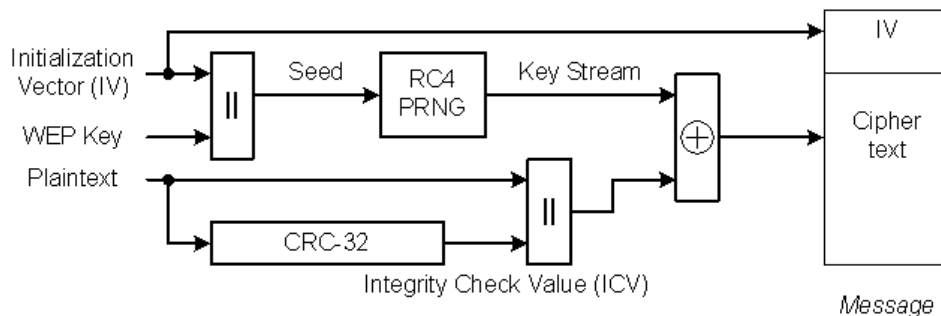 Initialization
Vector (IV)
WEP Key
Plaintext
||
Seed
RC4
PRNG
Key Stream
CRC-32
||
Integrity Check Value (ICV)
IV
Cipher
text
Message